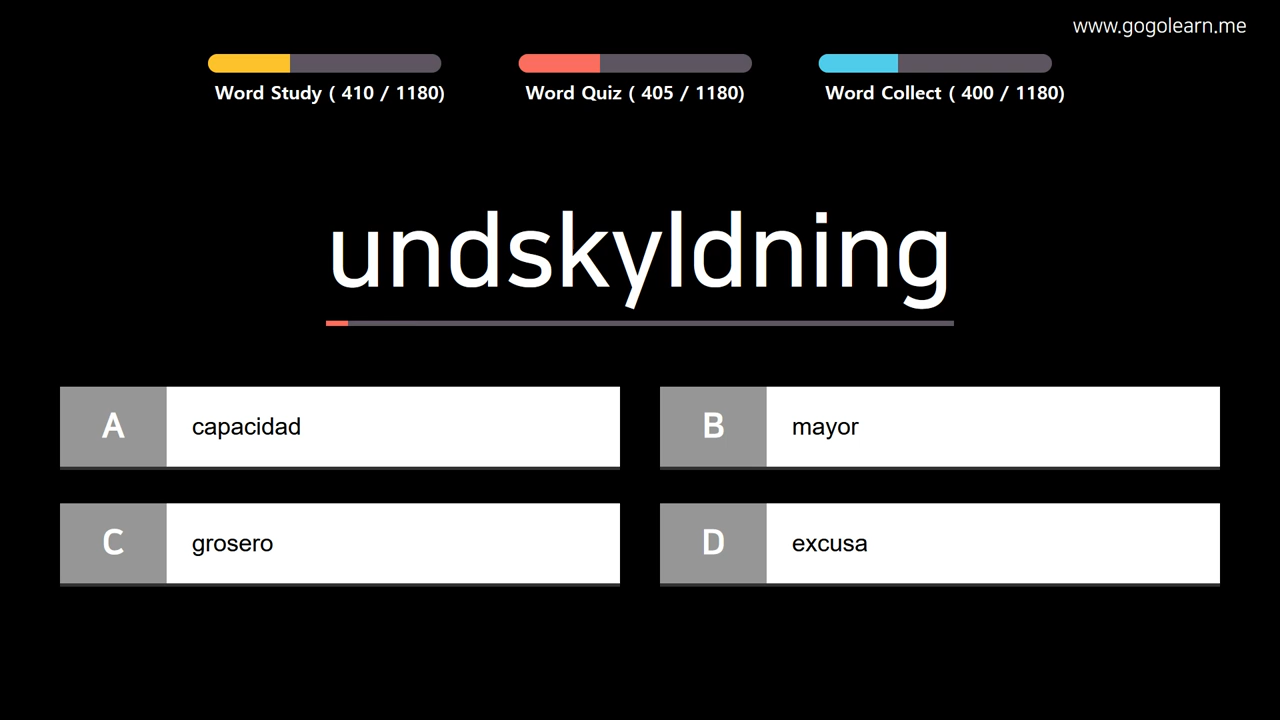 www.gogolearn.me
Word Study ( 410 / 1180)
Word Quiz ( 405 / 1180)
Word Collect ( 400 / 1180)
undskyldning
A
capacidad
B
mayor
C
grosero
D
excusa